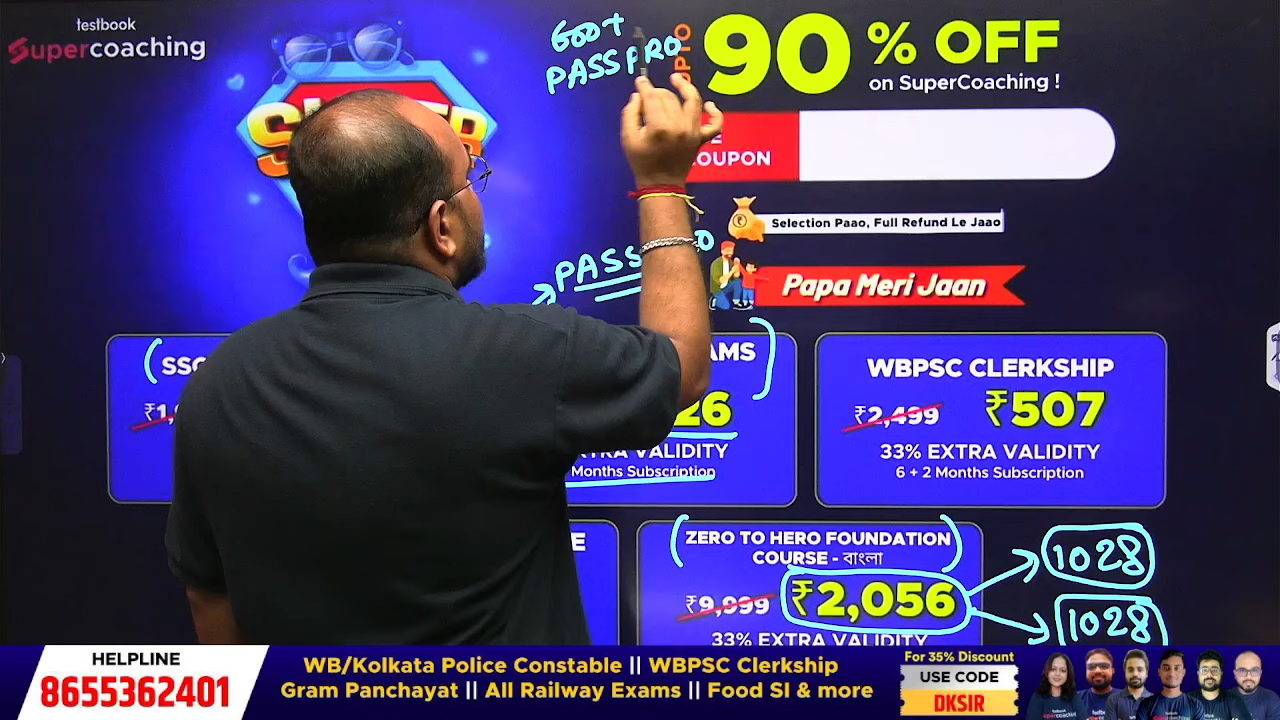 testbook
Supercoaching
600+
PASS PRO
UPTO 90% OFF
on SuperCoaching !
COUPON
Selection Paao, Full Refund Le Jaao
PASS
Papa Meri Jaan
WBPSC CLERKSHIP
₹2,499 ₹507
33% EXTRA VALIDITY
6 + 2 Months Subscription
VALIDITY
Months Subscription
ZERO TO HERO FOUNDATION
COURSE - বাংলা
₹9,999 ₹2,056
33% EXTRA VALIDITY
1028
1028
HELPLINE
8655362401
WB/Kolkata Police Constable || WBPSC Clerkship
Gram Panchayat || All Railway Exams || Food SI & more
For 35% Discount
USE CODE
DKSIR